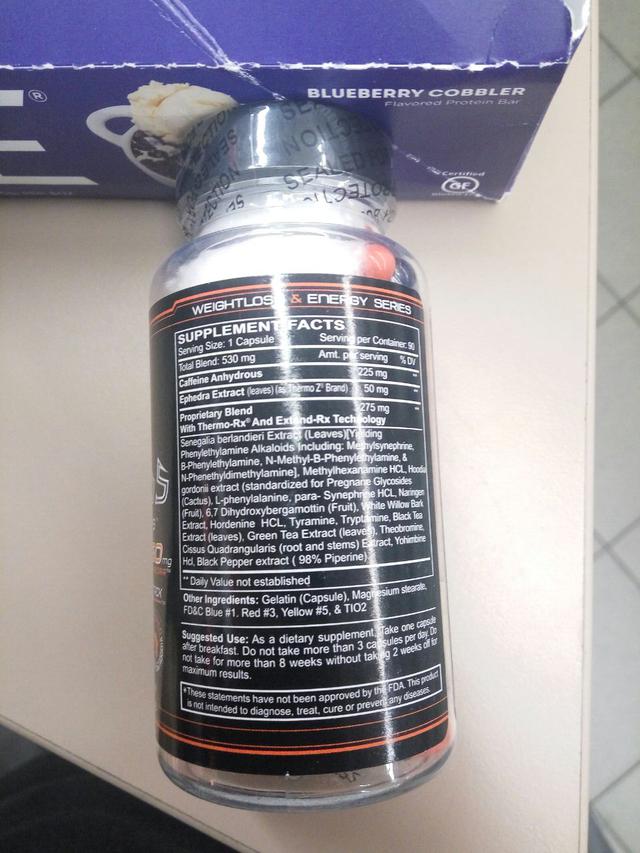 BLUEBERRY COBBLER
Flavored Protein Bar
Certified
GF
®
SEALED
WEIGHTLOSS & ENERGY SERIES
SUPPLEMENT FACTS
Serving Size: 1 Capsule Serving per Container: 90
Total Blend: 530 mg Amt. per serving % DV
Caffeine Anhydrous 225 mg **
Ephedra Extract (leaves) (as Thermo Z® Brand) 50 mg **
Proprietary Blend 275 mg **
With Thermo-Rx® And Extend-Rx Technology
Senegalia berlandieri Extract (Leaves)[Yielding
Phenylethylamine Alkaloids Including: Methylsynephrine,
B-Phenylethylamine, N-Methyl-B-Phenylethylamine, &
N-Phenethyldimethylamine], Methylhexanamine HCL, Hoodia
gordonii extract (standardized for Pregnane Glycosides
(Cactus), L-phenylalanine, para- Synephrine HCL, Naringen
(Fruit), 6,7 Dihydroxybergamottin (Fruit), White Willow Bark
Extract, Hordenine HCL, Tyramine, Tryptamine, Black Tea
Extract (leaves), Green Tea Extract (leaves), Theobromine,
Cissus Quadrangularis (root and stems) Extract, Yohimbine
Hcl, Black Pepper extract ( 98% Piperine)
** Daily Value not established
Other Ingredients: Gelatin (Capsule), Magnesium stearate,
FD&C Blue #1, Red #3, Yellow #5, & TIO2
Suggested Use: As a dietary supplement, Take one capsule
after breakfast. Do not take more than 3 capsules per day. Do
not take for more than 8 weeks without taking 2 weeks off for
maximum results.
*These statements have not been approved by the FDA. This product
is not intended to diagnose, treat, cure or prevent any diseases.